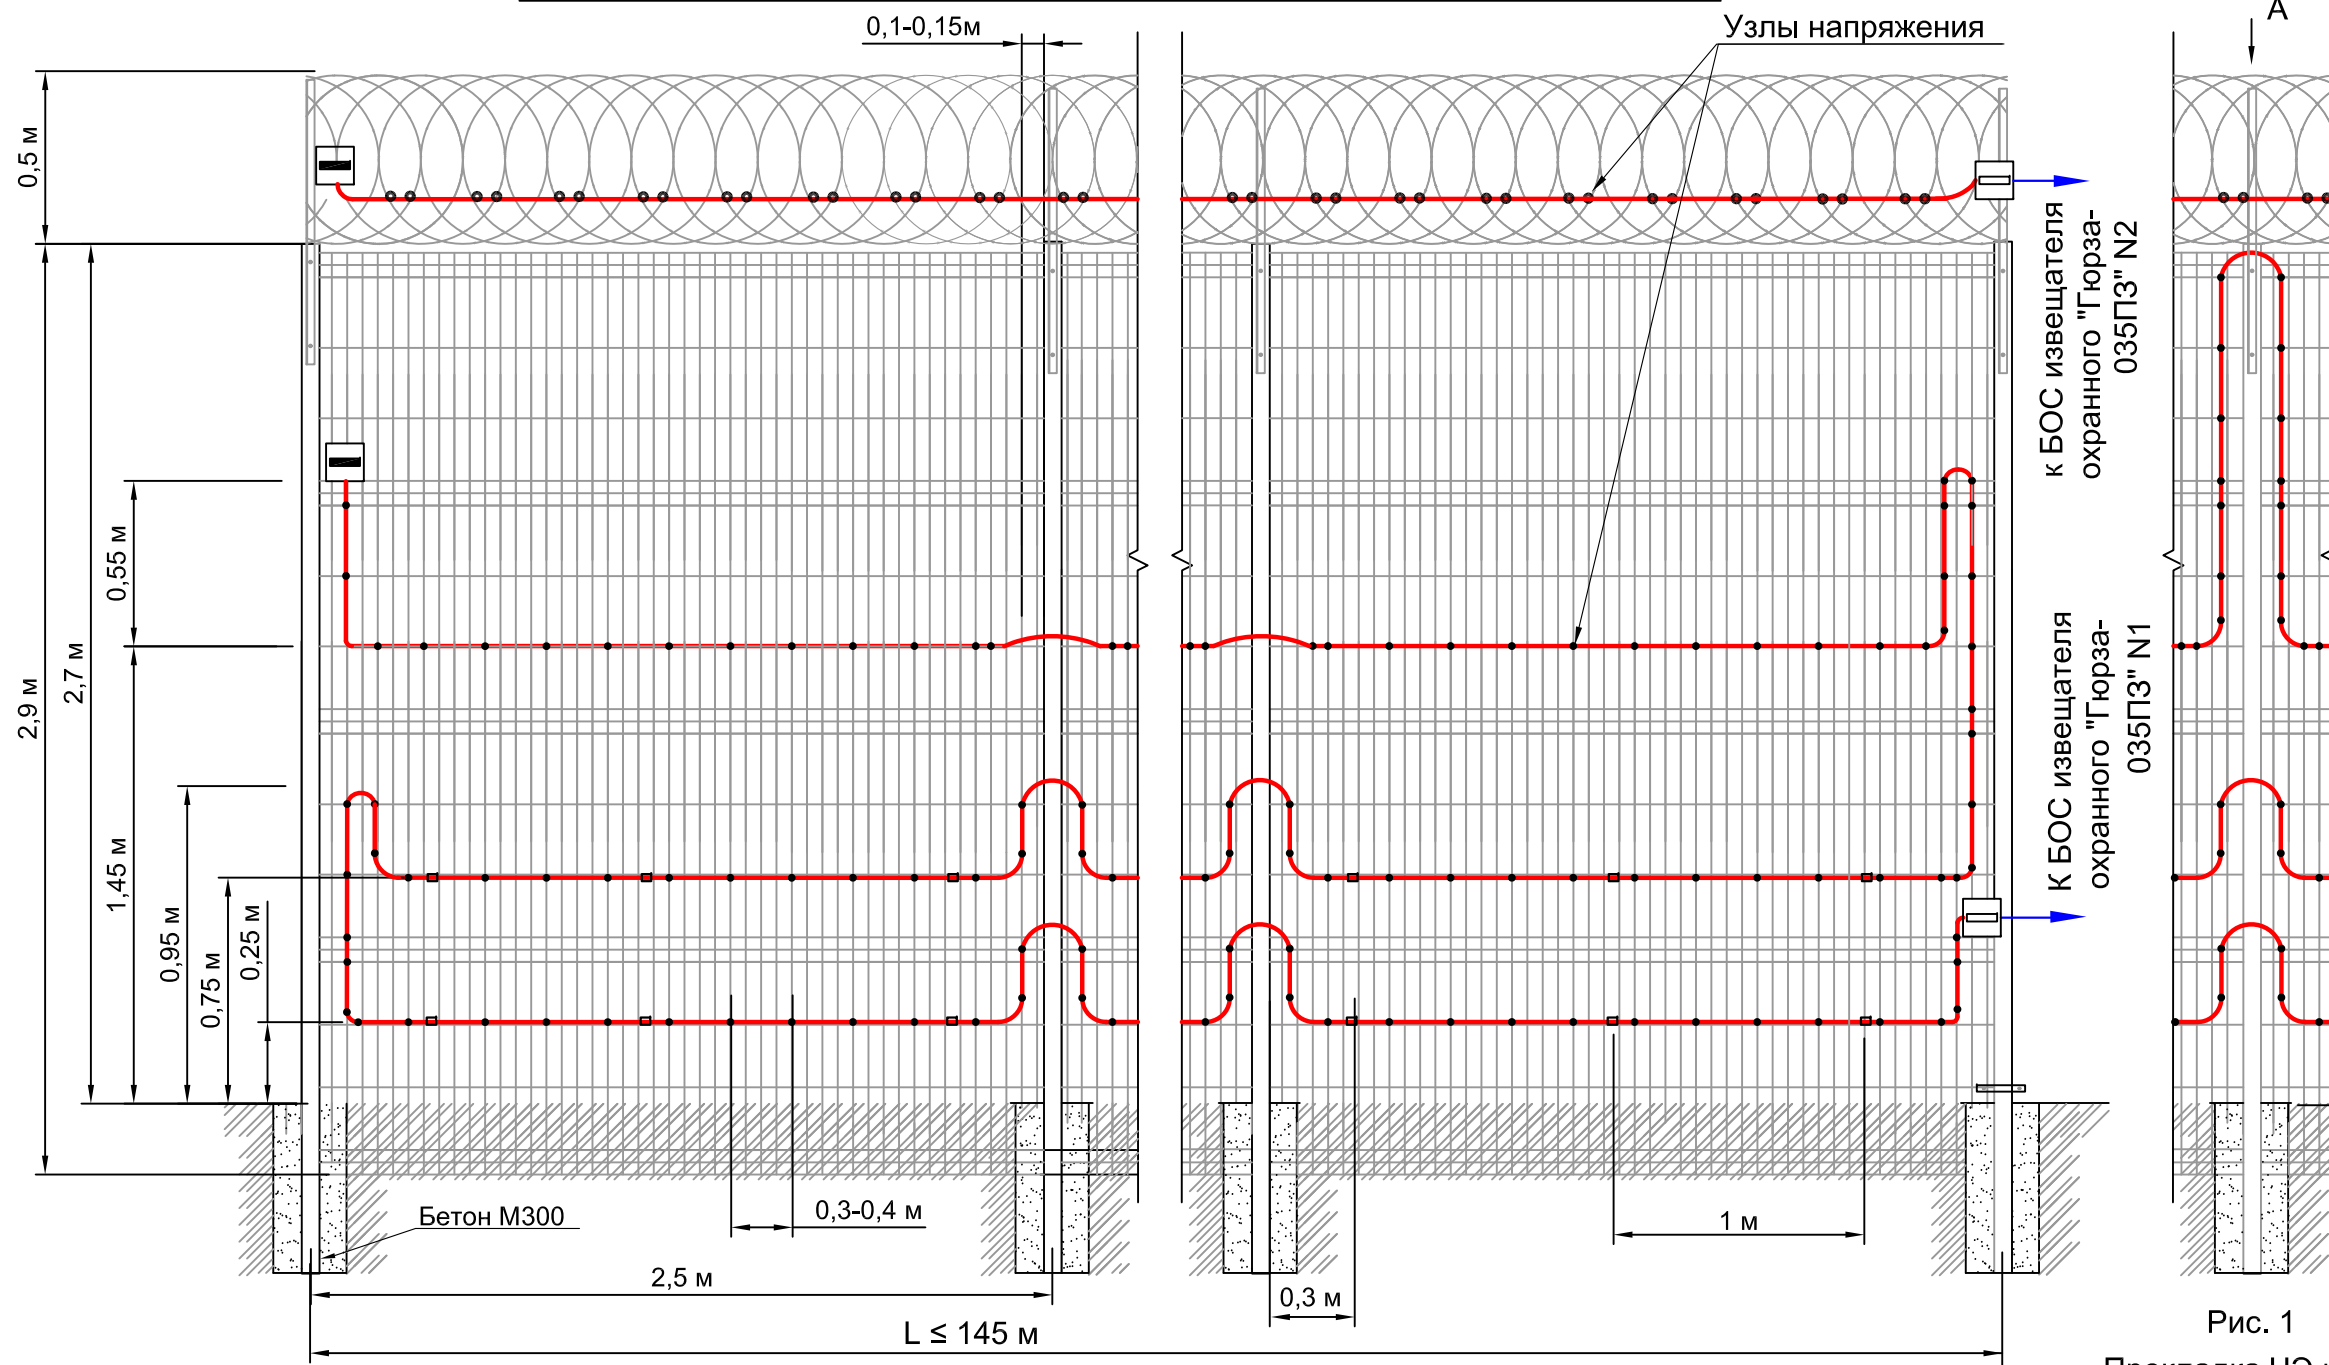 А
0,1-0,15м
Узлы напряжения
0,5 м
к БОС извещателя
охранного "Гюрза-
035ПЗ" N2
0,55 м
2,7 м
2,9 м
1,45 м
0,95 м
0,75 м
0,25 м
К БОС извещателя
охранного "Гюрза-
035ПЗ" N1
Бетон М300
0,3-0,4 м
1 м
2,5 м
0,3 м
L ≤ 145 м
Рис. 1